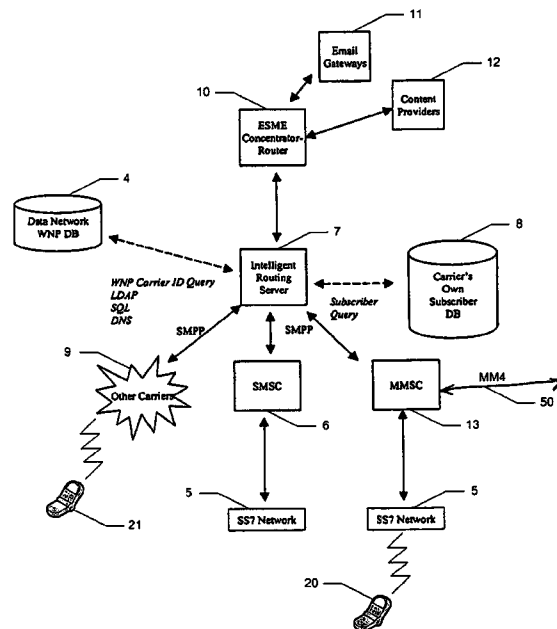 11
Email
Gateways
12
10
Content
Providers
ESME
Concentrator-
Router
4
Data Network
WNP DB
7
8
Intelligent
Routing
Server
Carrier's
Own
Subscriber
DB
WNP Carrier ID Query
LDAP
SQL
DNS
Subscriber
Query
SMPP
SMPP
9
Other Carriers
SMSC
MMSC
MM4
50
6
13
5
5
SS7 Network
SS7 Network
21
20